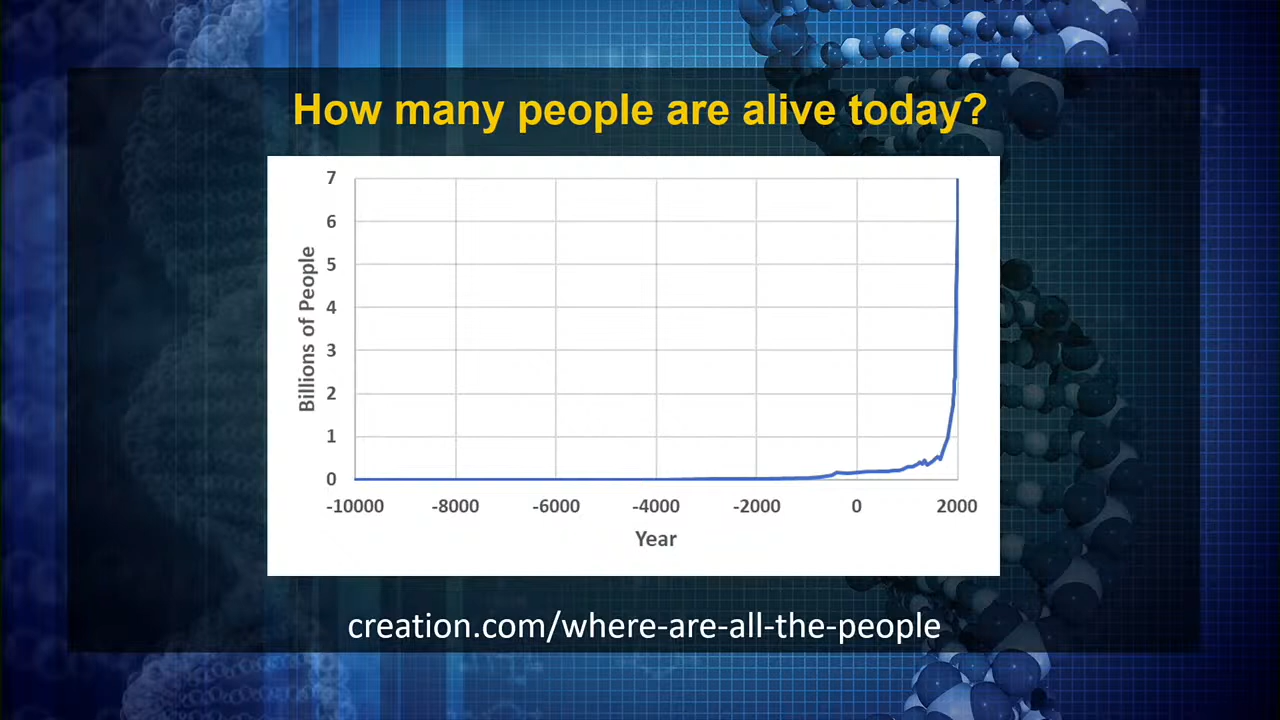 How many people are alive today?
7
6
5
4
3
2
1
0
Billions of People
-10000 -8000 -6000 -4000 -2000 0 2000
Year
creation.com/where-are-all-the-people